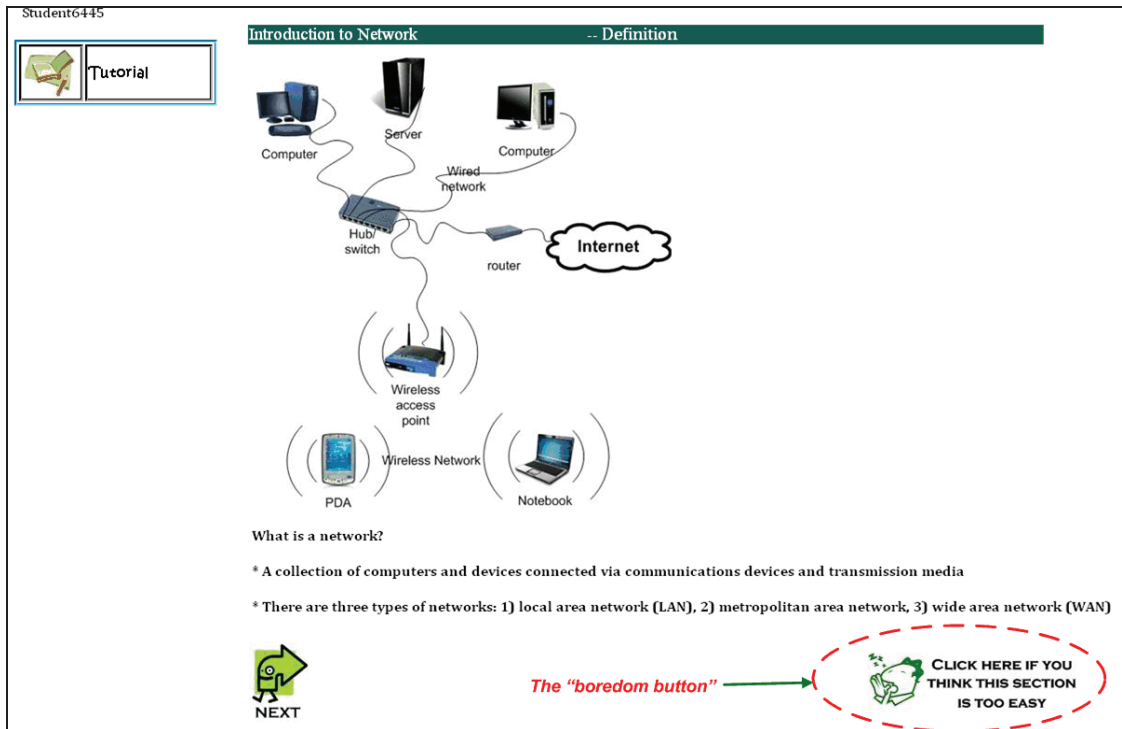 Student6445
Tutorial
Introduction to Network -- Definition
Computer
Server
Computer
Wired
network
Hub/
switch
router
Internet
Wireless
access
point
PDA
Wireless Network
Notebook
What is a network?
* A collection of computers and devices connected via communications devices and transmission media
* There are three types of networks: 1) local area network (LAN), 2) metropolitan area network, 3) wide area network (WAN)
NEXT
The “boredom button”
CLICK HERE IF YOU
THINK THIS SECTION
IS TOO EASY